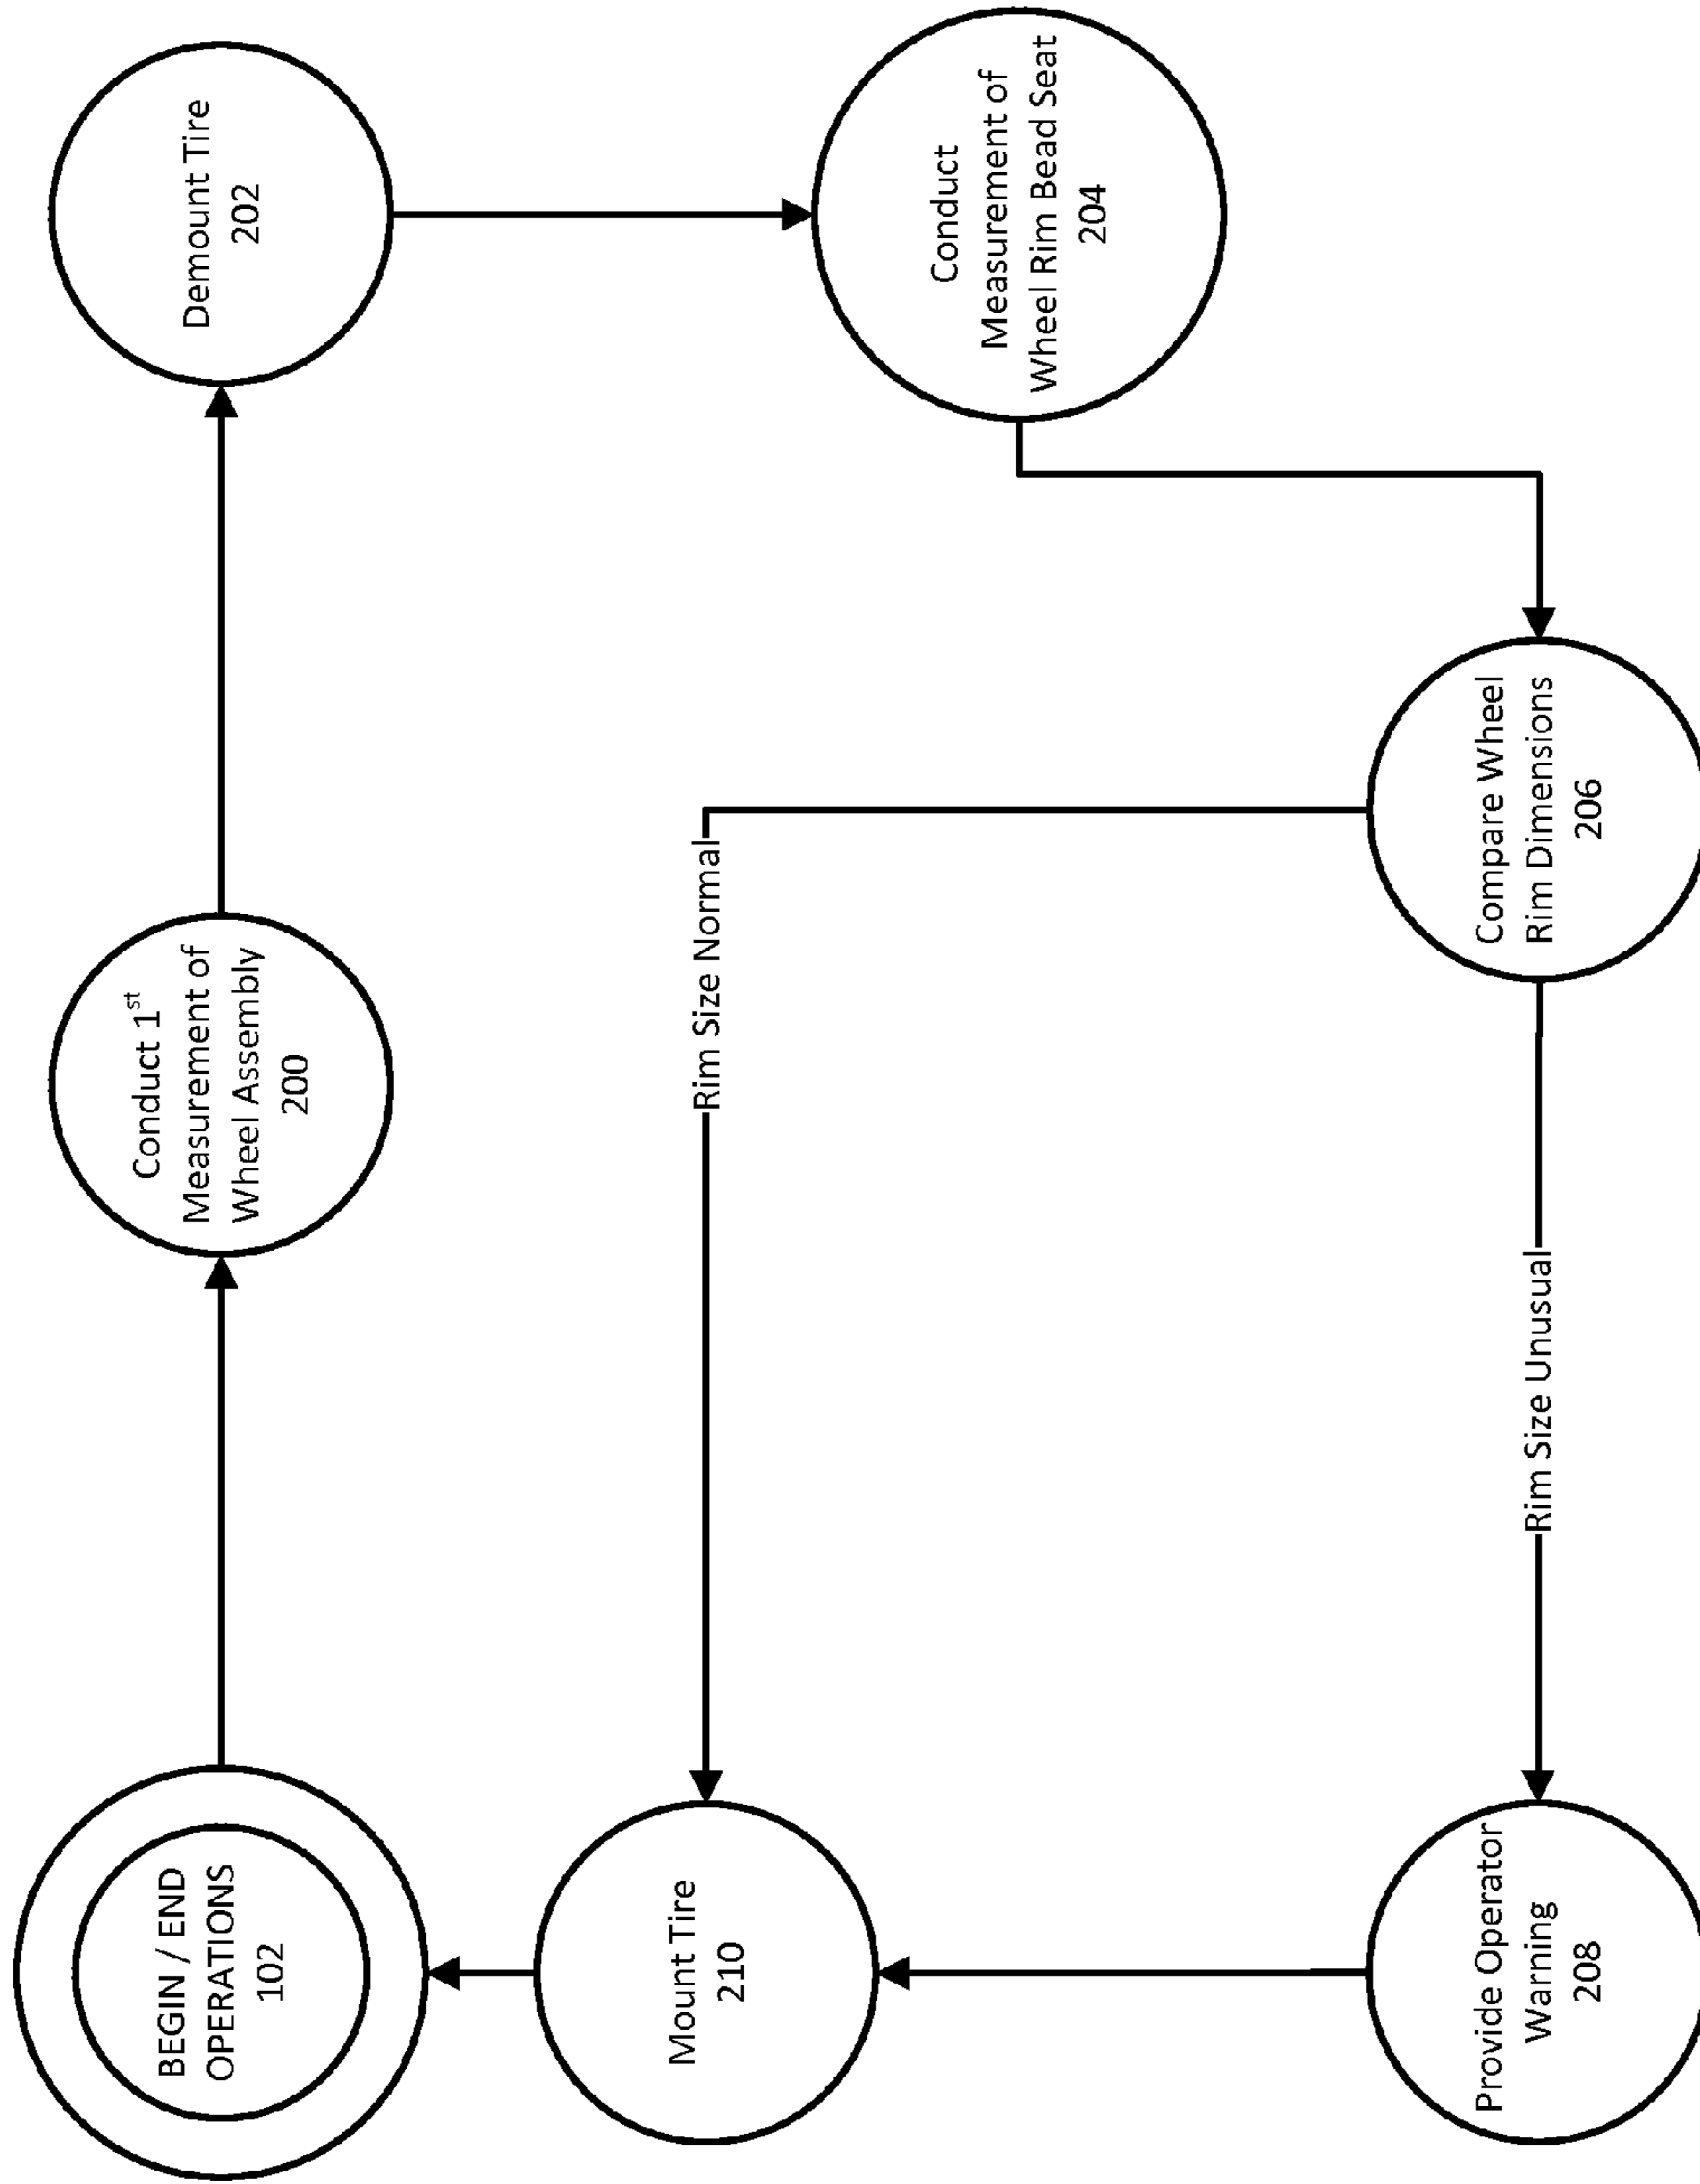 BEGIN / END
OPERATIONS
102
Conduct 1st
Measurement of
Wheel Assembly
200
Demount Tire
202
Conduct
Measurement of
Wheel Rim Bead Seat
204
Compare Wheel
Rim Dimensions
206
Rim Size Normal
Rim Size Unusual
Provide Operator
Warning
208
Mount Tire
210